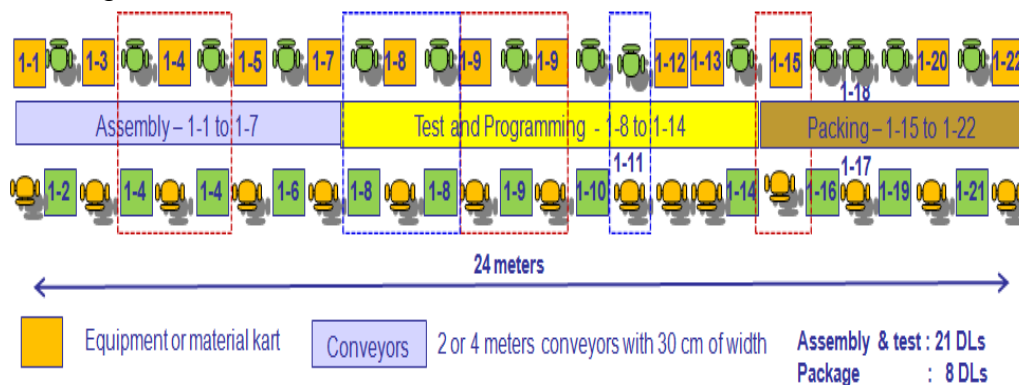 1-1 1-3 1-4 1-5 1-7 1-8 1-9 1-9 1-12 1-13 1-15 1-20 1-22
1-18
Assembly – 1-1 to 1-7 Test and Programming - 1-8 to 1-14 Packing – 1-15 to 1-22
1-11 1-17
1-2 1-4 1-4 1-6 1-8 1-8 1-9 1-10 1-14 1-16 1-19 1-21
24 meters
Equipment or material kart Conveyors 2 or 4 meters conveyors with 30 cm of width Assembly & test : 21 DLs
Package : 8 DLs